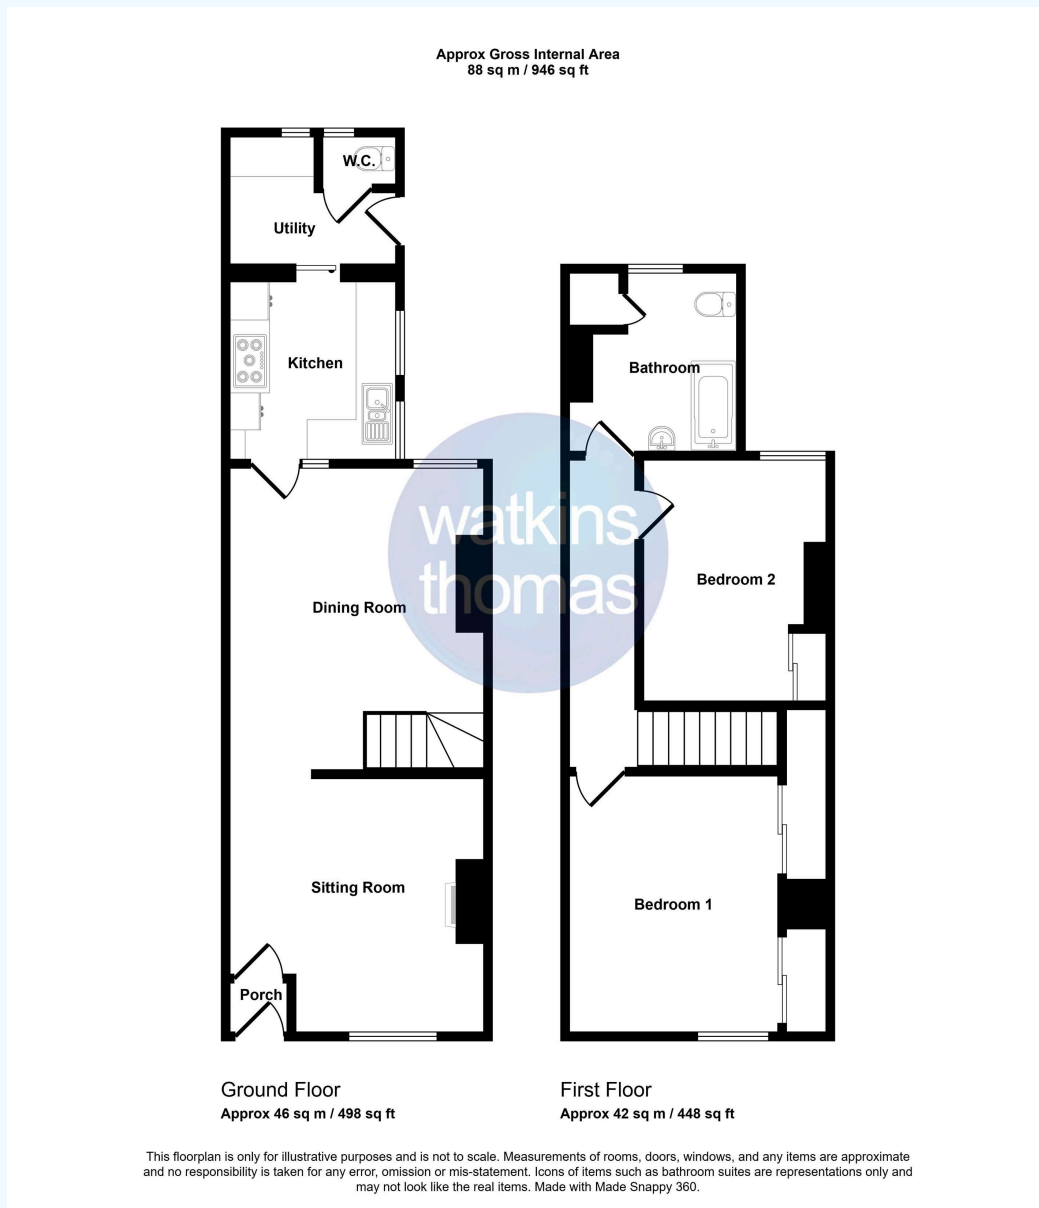 Approx Gross Internal Area
88 sq m / 946 sq ft
W.C.
Utility
Kitchen
Bathroom
watkins
thomas
Bedroom 2
Dining Room
Sitting Room
Bedroom 1
Porch
Ground Floor
Approx 46 sq m / 498 sq ft
First Floor
Approx 42 sq m / 448 sq ft
This floorplan is only for illustrative purposes and is not to scale. Measurements of rooms, doors, windows, and any items are approximate
and no responsibility is taken for any error, omission or mis-statement. Icons of items such as bathroom suites are representations only and
may not look like the real items. Made with Made Snappy 360.